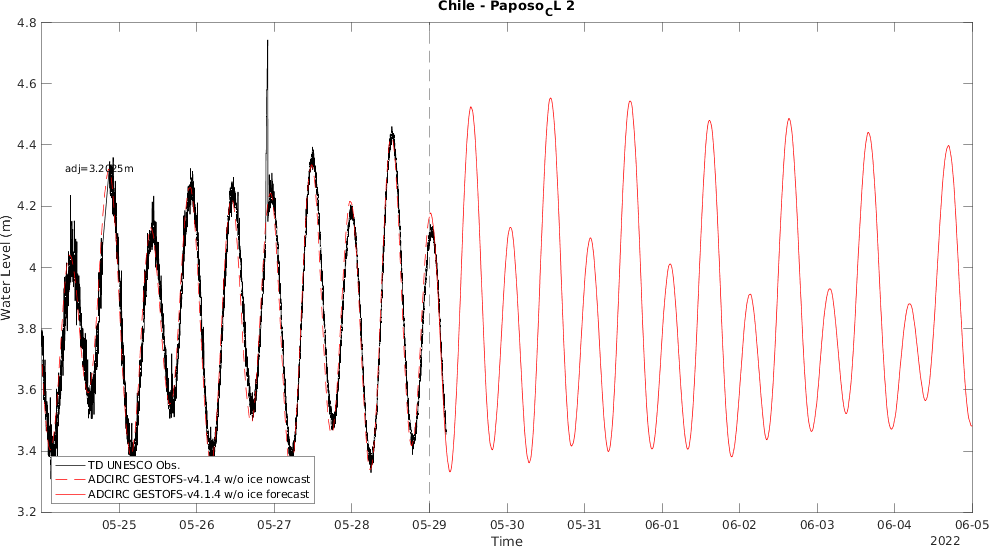 Chile - Paposo_CL 2
4.8
4.6
4.4
4.2
4
3.8
3.6
3.4
3.2
Water Level (m)
adj=3.2025m
TD UNESCO Obs.
ADCIRC GESTOFS-v4.1.4 w/o ice nowcast
ADCIRC GESTOFS-v4.1.4 w/o ice forecast
05-25 05-26 05-27 05-28 05-29 05-30 05-31 06-01 06-02 06-03 06-04 06-05
Time
2022